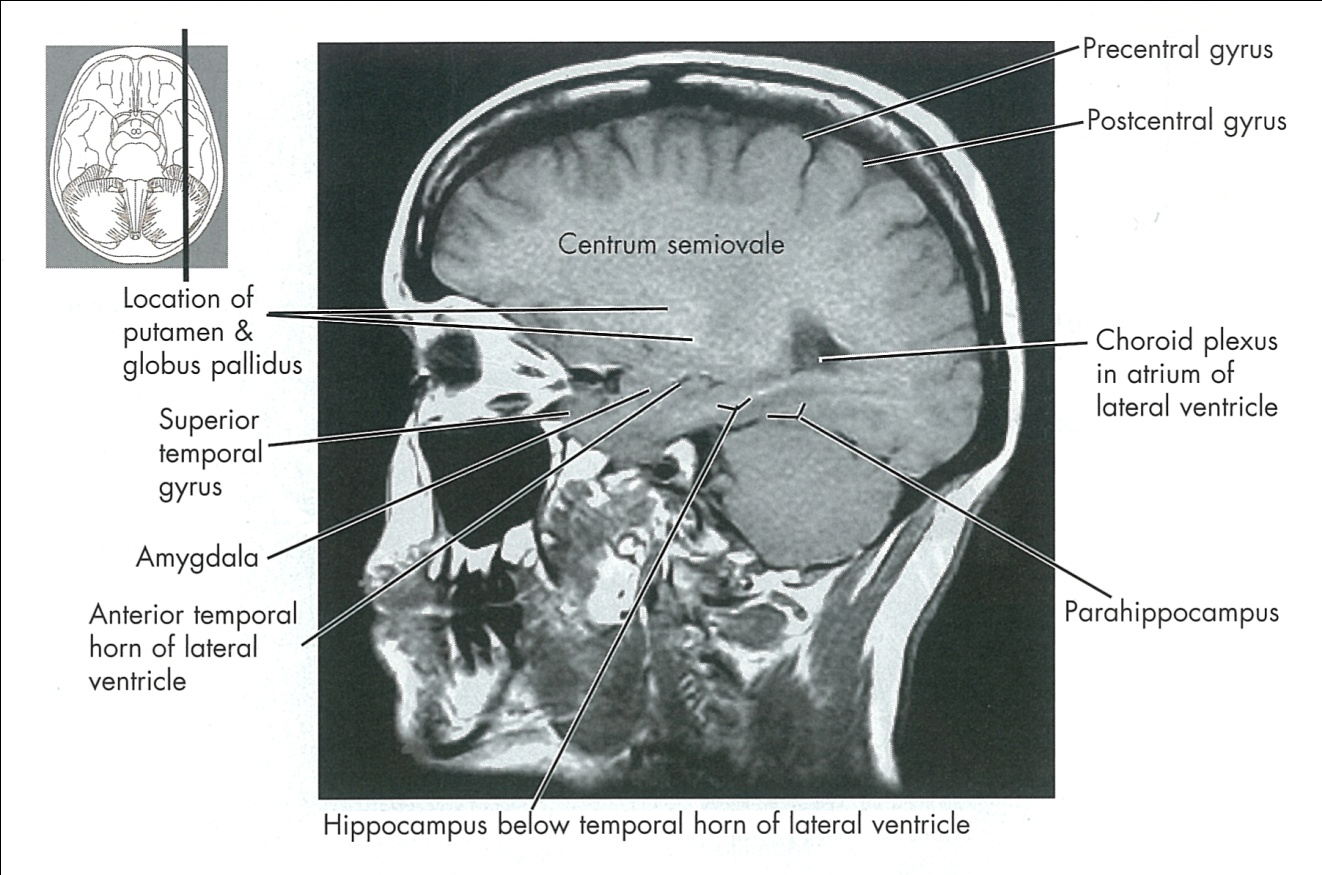 Precentral gyrus
Postcentral gyrus
Centrum semiovale
Location of
putamen &
globus pallidus
Choroid plexus
in atrium of
lateral ventricle
Superior
temporal
gyrus
Amygdala
Anterior temporal
horn of lateral
ventricle
Parahippocampus
Hippocampus below temporal horn of lateral ventricle